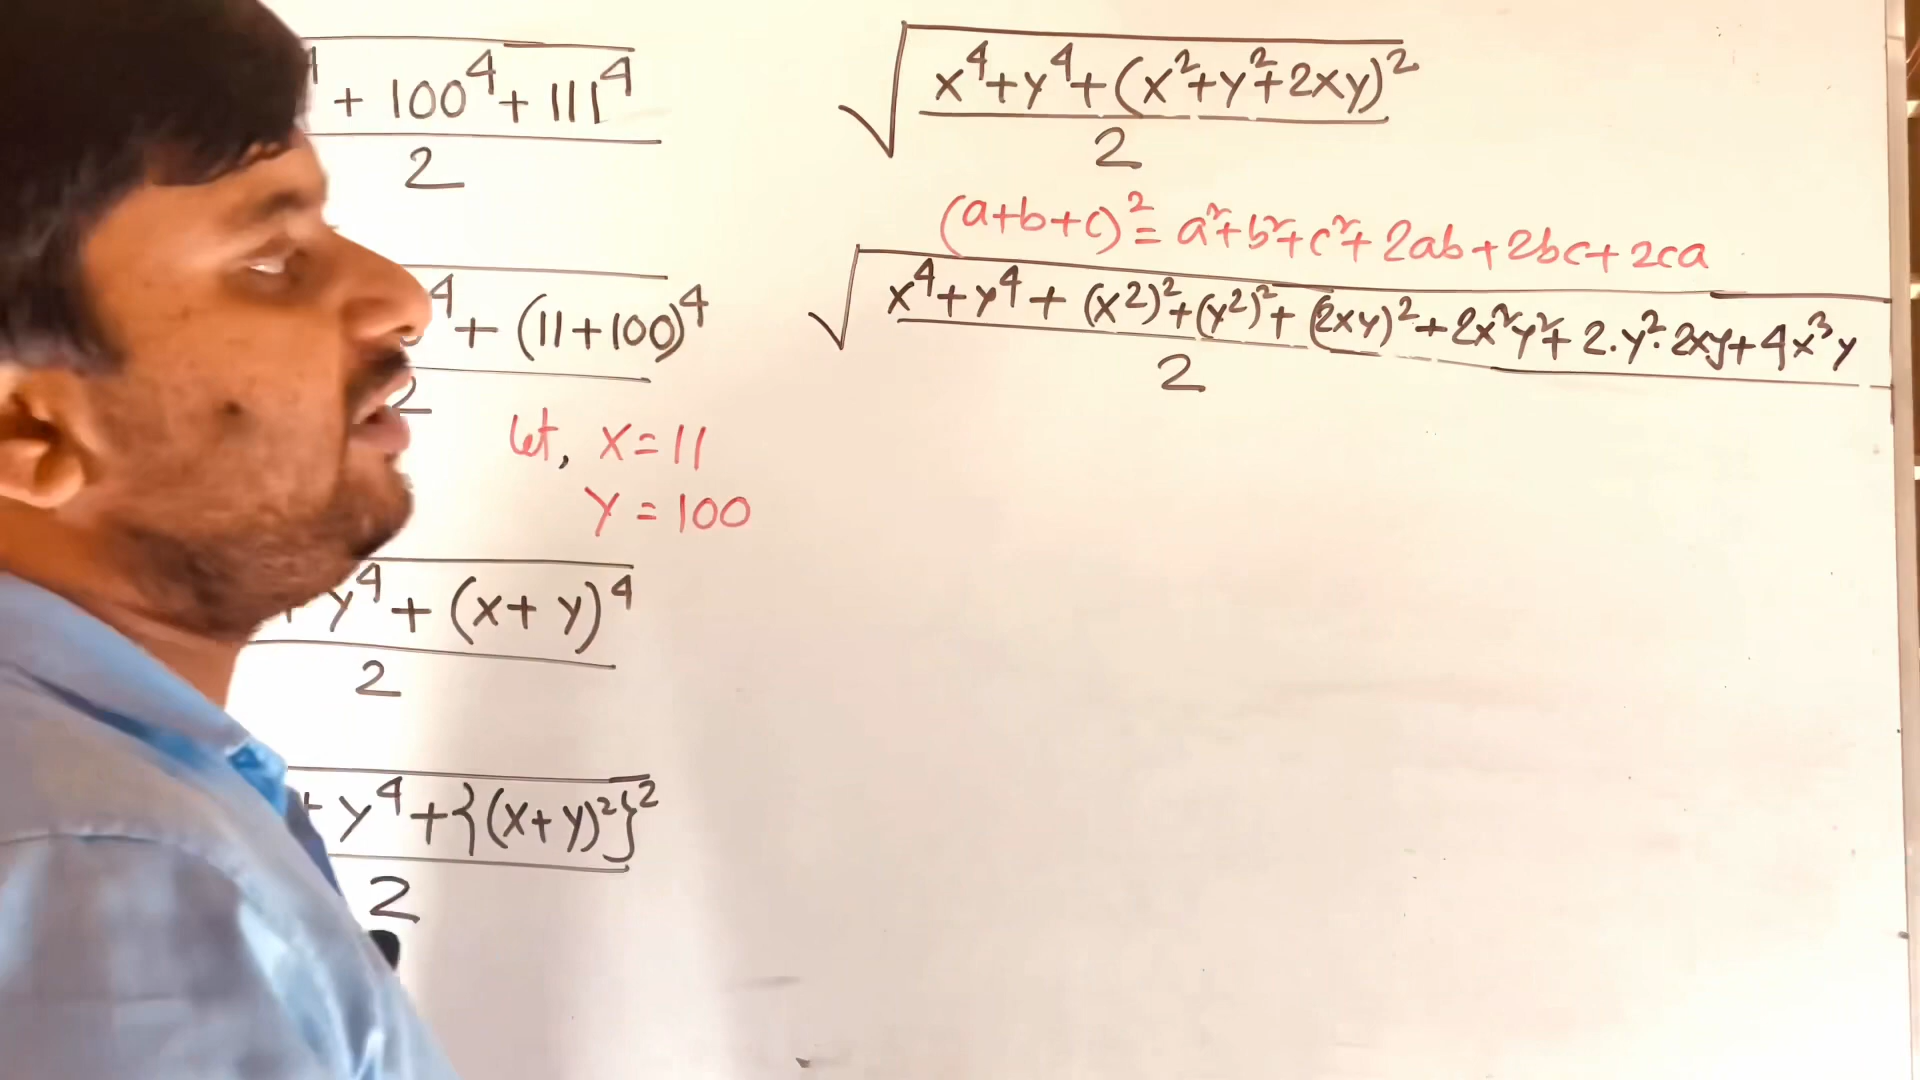 + 100⁴ + 111⁴
2
⁴ + (11+100)⁴
2
let, x = 11
y = 100
y⁴ + (x+y)⁴
2
+ y⁴ + {(x+y)²}²
2
√ x⁴+y⁴+(x²+y²+2xy)²
2
(a+b+c)² = a²+b²+c²+2ab+2bc+2ca
√ x⁴+y⁴+(x²)²+(y²)²+(2xy)²+2x²y²+2.y².2xy+4x³y
2